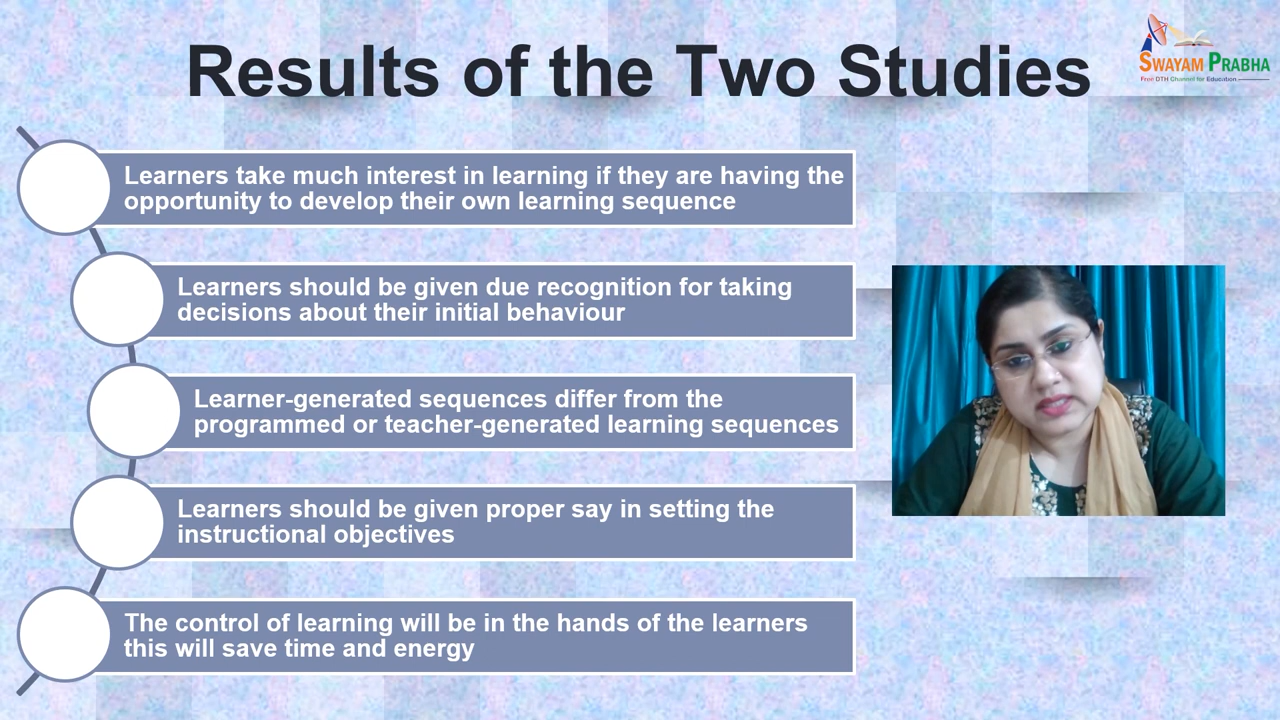 Results of the Two Studies
SWAYAM PRABHA
Free DTH Channel for Education
Learners take much interest in learning if they are having the
opportunity to develop their own learning sequence
Learners should be given due recognition for taking
decisions about their initial behaviour
Learner-generated sequences differ from the
programmed or teacher-generated learning sequences
Learners should be given proper say in setting the
instructional objectives
The control of learning will be in the hands of the learners
this will save time and energy